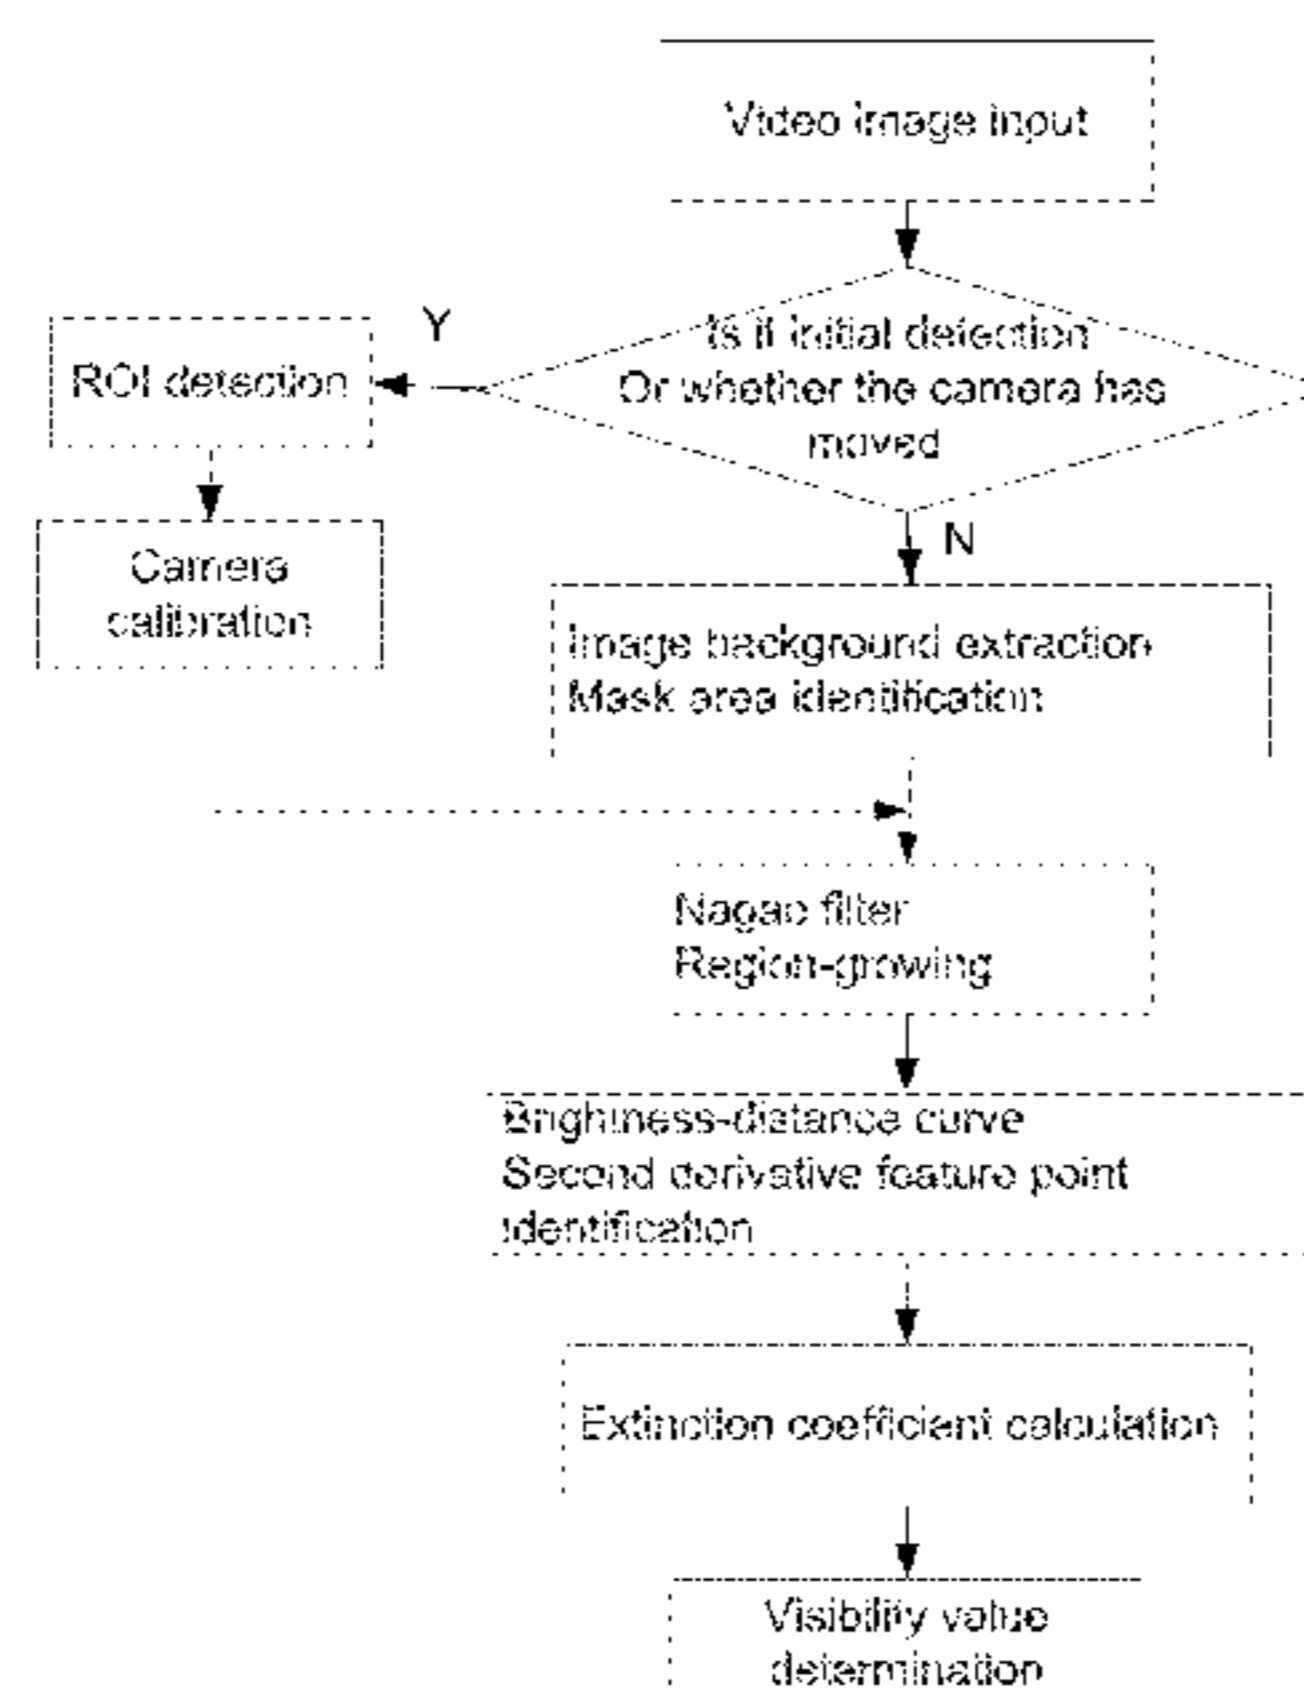 Video image input
Is it initial detection
Or whether the camera has
moved
Y
ROI detection
Camera
calibration
N
Image background extraction
Mask area identification
Nagao filter
Region-growing
Brightness-distance curve
Second derivative feature point
identification
Extinction coefficient calculation
Visibility value
determination